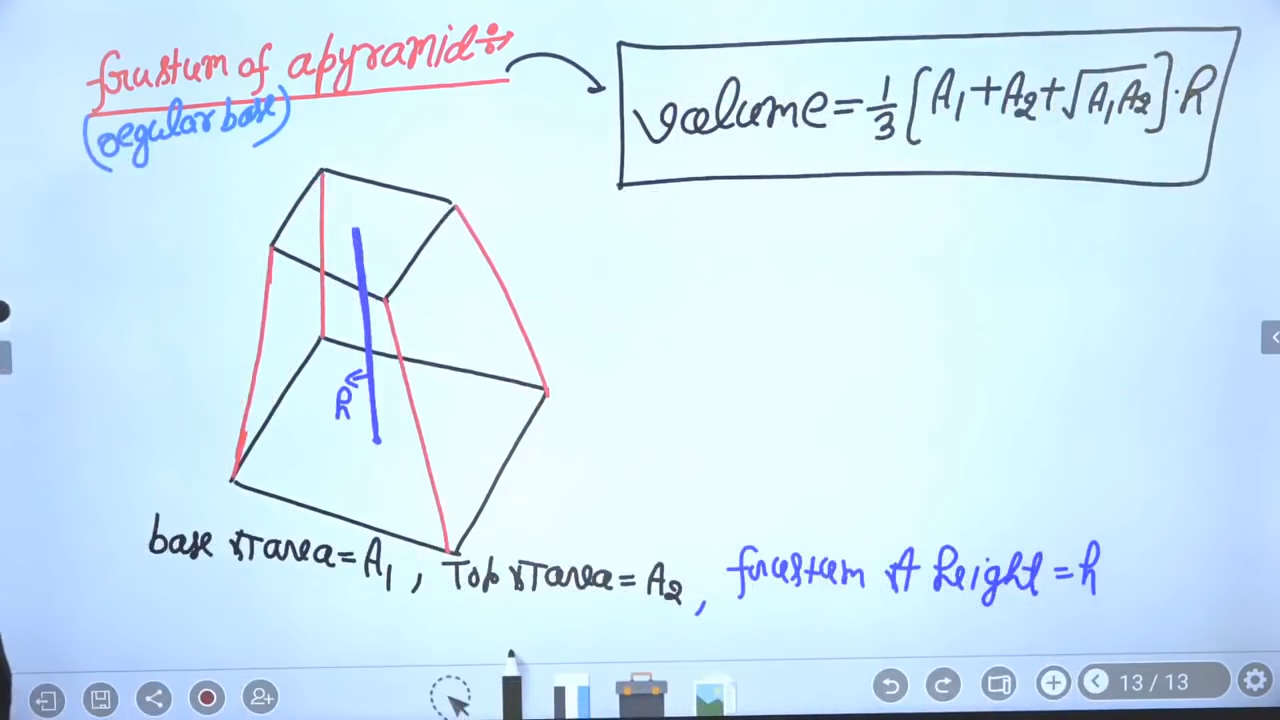 frustum of a pyramid ÷→
(regular base)
volume = 1/3 [A₁ + A₂ + √A₁A₂] · h
h
base का area = A₁ , Top का area = A₂ , frustum की height = h
13 / 13